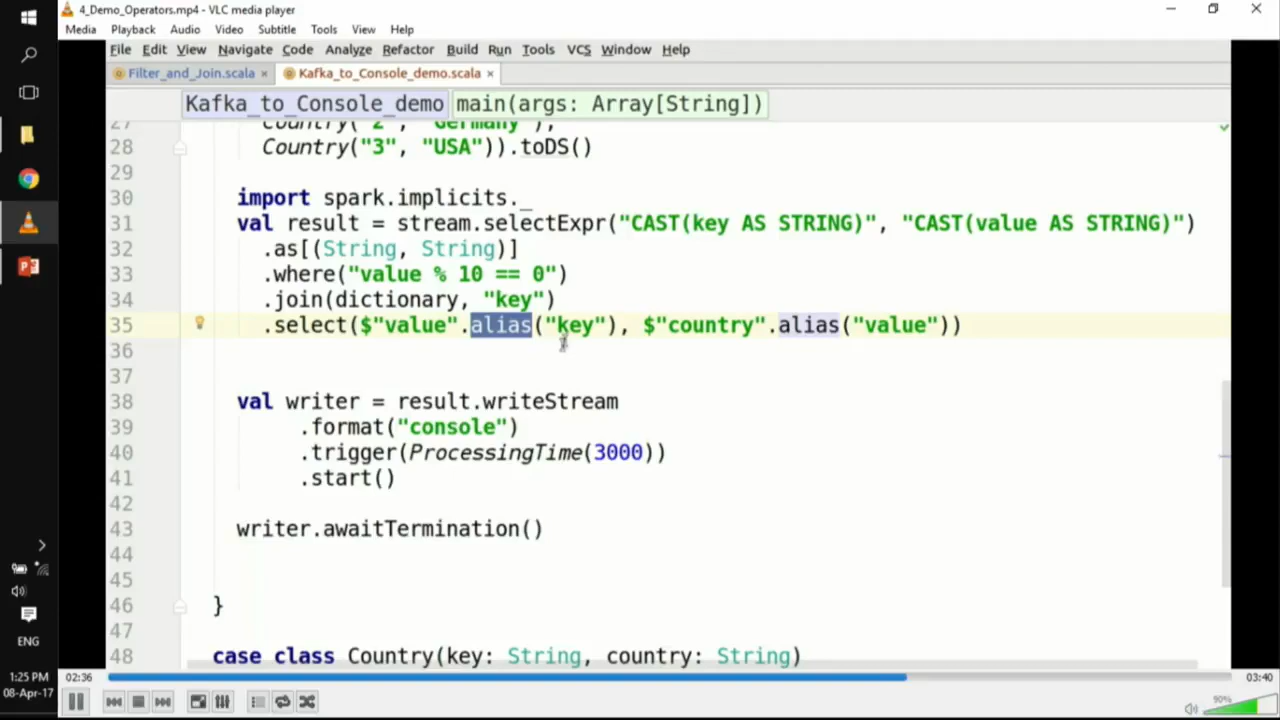 4_Demo_Operators.mp4 - VLC media player
Media Playback Audio Video Subtitle Tools View Help
File Edit View Navigate Code Analyze Refactor Build Run Tools VCS Window Help
Filter_and_Join.scala × Kafka_to_Console_demo.scala ×
Kafka_to_Console_demo main(args: Array[String])
27 Country("2", "Germany"),
28 Country("3", "USA")).toDS()
29
30 import spark.implicits._
31 val result = stream.selectExpr("CAST(key AS STRING)", "CAST(value AS STRING)")
32 .as[(String, String)]
33 .where("value % 10 == 0")
34 .join(dictionary, "key")
35 .select($"value".alias("key"), $"country".alias("value"))
36
37
38 val writer = result.writeStream
39 .format("console")
40 .trigger(ProcessingTime(3000))
41 .start()
42
43 writer.awaitTermination()
44
45
46 }
47
48 case class Country(key: String, country: String)
02:36 03:40
90%
ENG
1:25 PM
08-Apr-17